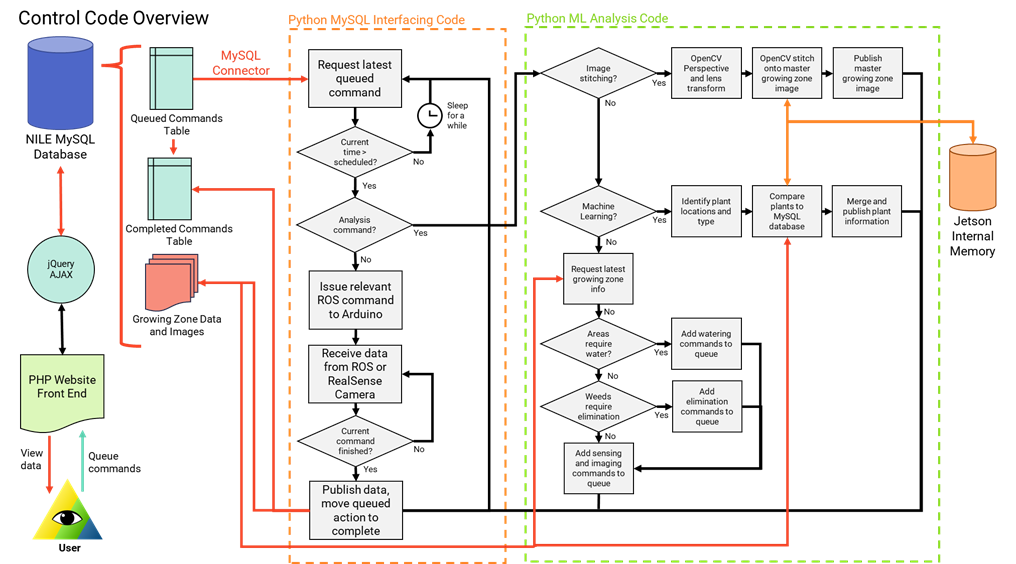 Control Code Overview
NILE MySQL
Database
jQuery
AJAX
PHP Website
Front End
View
data
Queue
commands
User
Queued Commands
Table
Completed Commands
Table
Growing Zone Data
and Images
MySQL
Connector
Python MySQL Interfacing Code
Request latest
queued
command
Sleep
for a
while
Current
time >
scheduled?
No
Yes
Analysis
command?
Yes
No
Issue relevant
ROS command
to Arduino
Receive data
from ROS or
RealSense
Camera
Current
command
finished?
No
Yes
Publish data,
move queued
action to
complete
Python ML Analysis Code
Image
stitching?
Yes
No
OpenCV
Perspective
and lens
transform
OpenCV stitch
onto master
growing zone
image
Publish
master
growing zone
image
Machine
Learning?
Yes
No
Identify plant
locations and
type
Compare
plants to
MySQL
database
Merge and
publish plant
information
Request latest
growing zone
info
No
Areas
require
water?
Yes
No
Add watering
commands to
queue
Weeds
require
elimination
Yes
No
Add
elimination
commands to
queue
Add sensing
and imaging
commands to
queue
Jetson
Internal
Memory